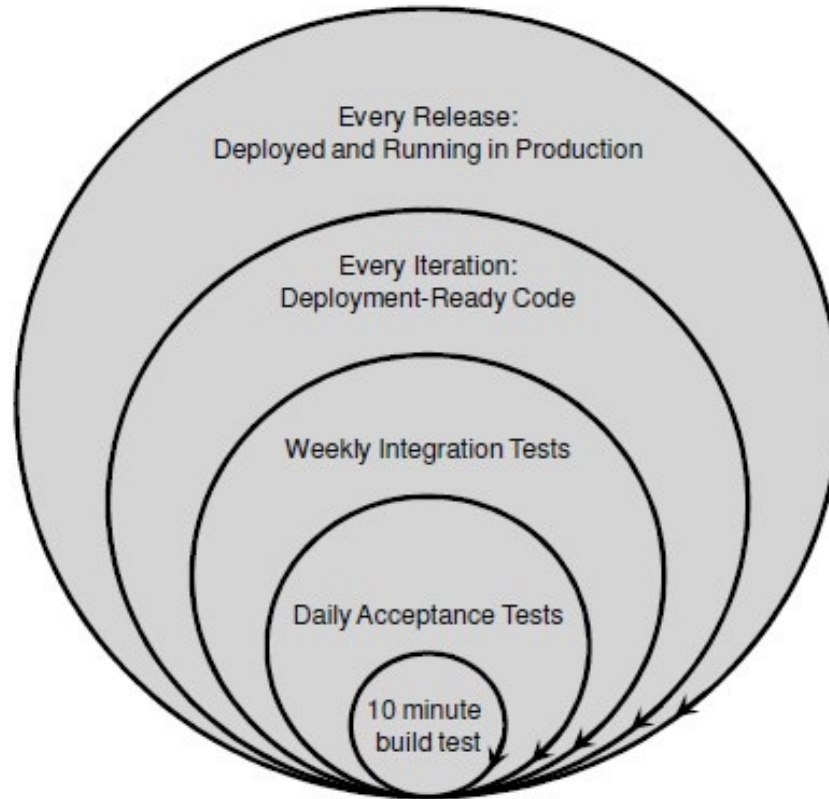 Every Release:
Deployed and Running in Production
Every Iteration:
Deployment-Ready Code
Weekly Integration Tests
Daily Acceptance Tests
10 minute
build test